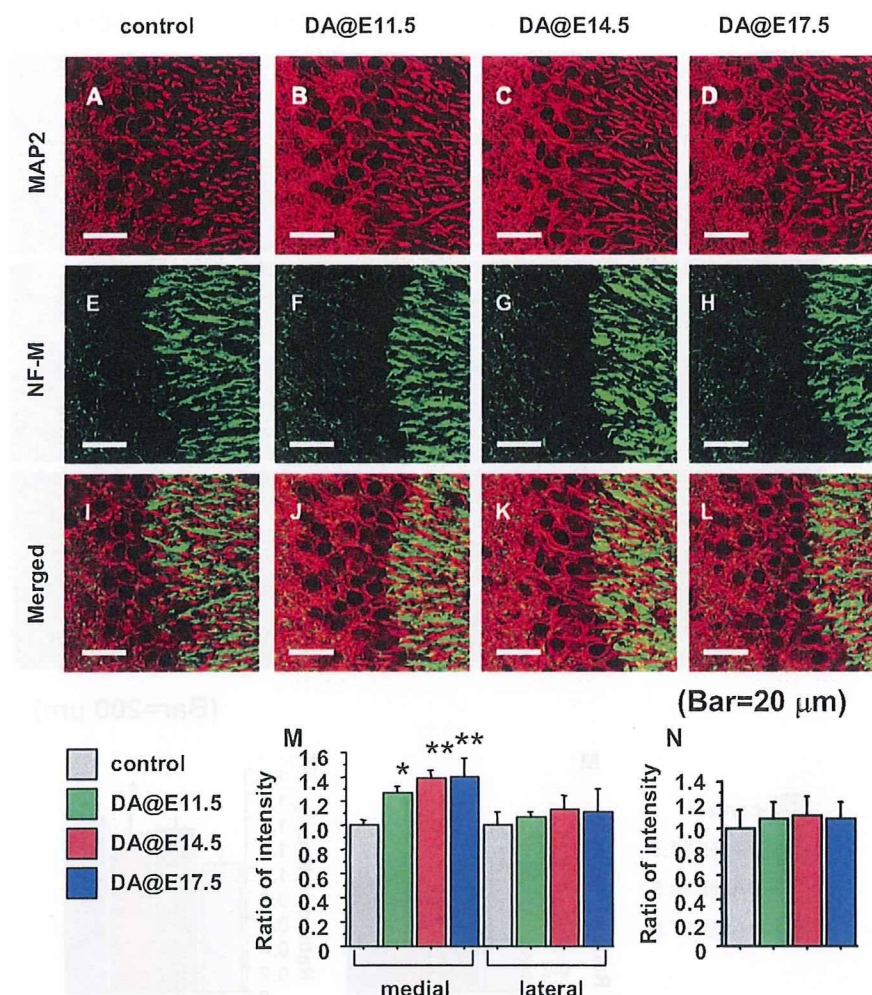 control DA@E11.5 DA@E14.5 DA@E17.5
MAP2
A B C D
NF-M
E F G H
Merged
I J K L
(Bar=20 μm)
(Bar=200 μm)
control
DA@E11.5
DA@E14.5
DA@E17.5
M
Ratio of intensity
1.6
1.4
1.2
1.0
0.8
0.6
0.4
0.2
0
* ** **
medial lateral
N
Ratio of intensity
1.4
1.2
1.0
0.8
0.6
0.4
0.2
0